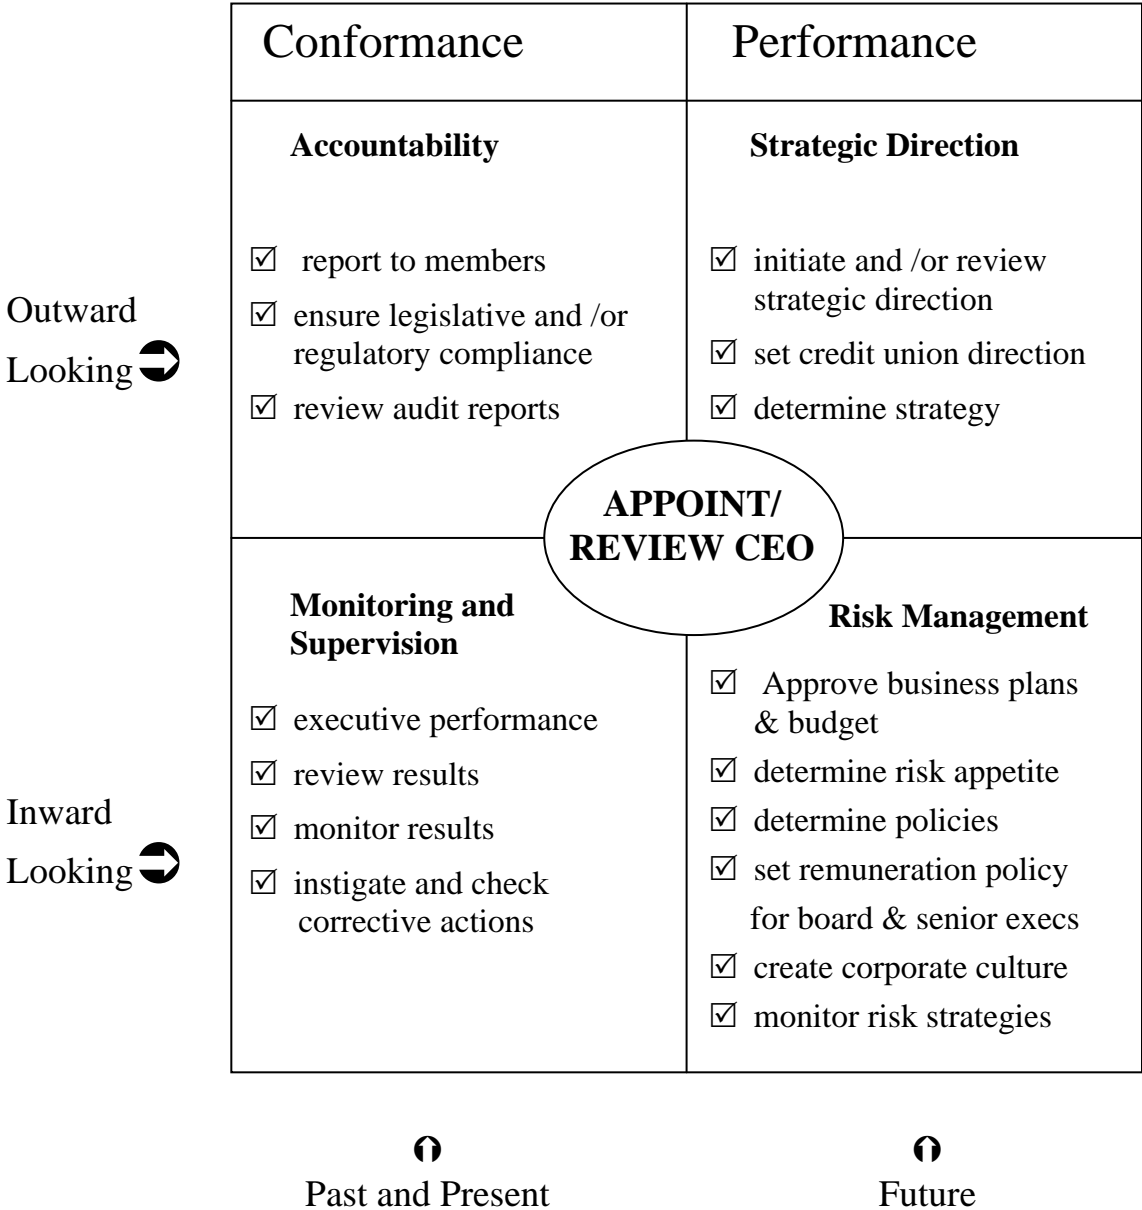 Conformance
Performance
Accountability
☑ report to members
☑ ensure legislative and /or
regulatory compliance
☑ review audit reports
Strategic Direction
☑ initiate and /or review
strategic direction
☑ set credit union direction
☑ determine strategy
Outward
Looking
APPOINT/
REVIEW CEO
Monitoring and
Supervision
☑ executive performance
☑ review results
☑ monitor results
☑ instigate and check
corrective actions
Risk Management
☑ Approve business plans
& budget
☑ determine risk appetite
☑ determine policies
☑ set remuneration policy
for board & senior execs
☑ create corporate culture
☑ monitor risk strategies
Inward
Looking
Past and Present
Future